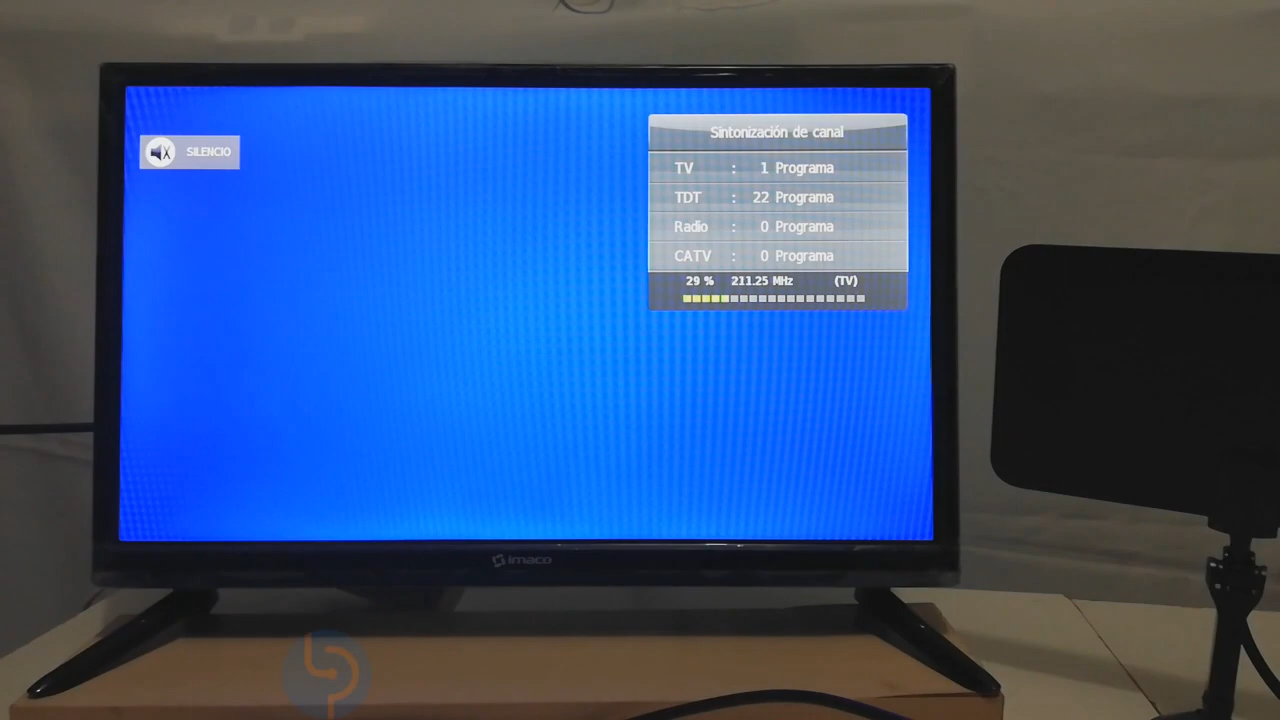 SILENCIO
Sintonización de canal
TV : 1 Programa
TDT : 22 Programa
Radio : 0 Programa
CATV : 0 Programa
29 % 211.25 MHz (TV)
imaco